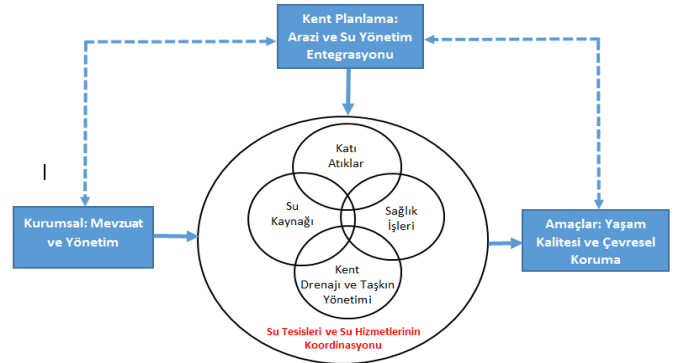 Kent Planlama:
Arazi ve Su Yönetim
Entegrasyonu
Katı
Atıklar
Su
Kaynağı
Sağlık
İşleri
Kent
Drenajı ve Taşkın
Yönetimi
Su Tesisleri ve Su Hizmetlerinin
Koordinasyonu
Kurumsal: Mevzuat
ve Yönetim
Amaçlar: Yaşam
Kalitesi ve Çevresel
Koruma